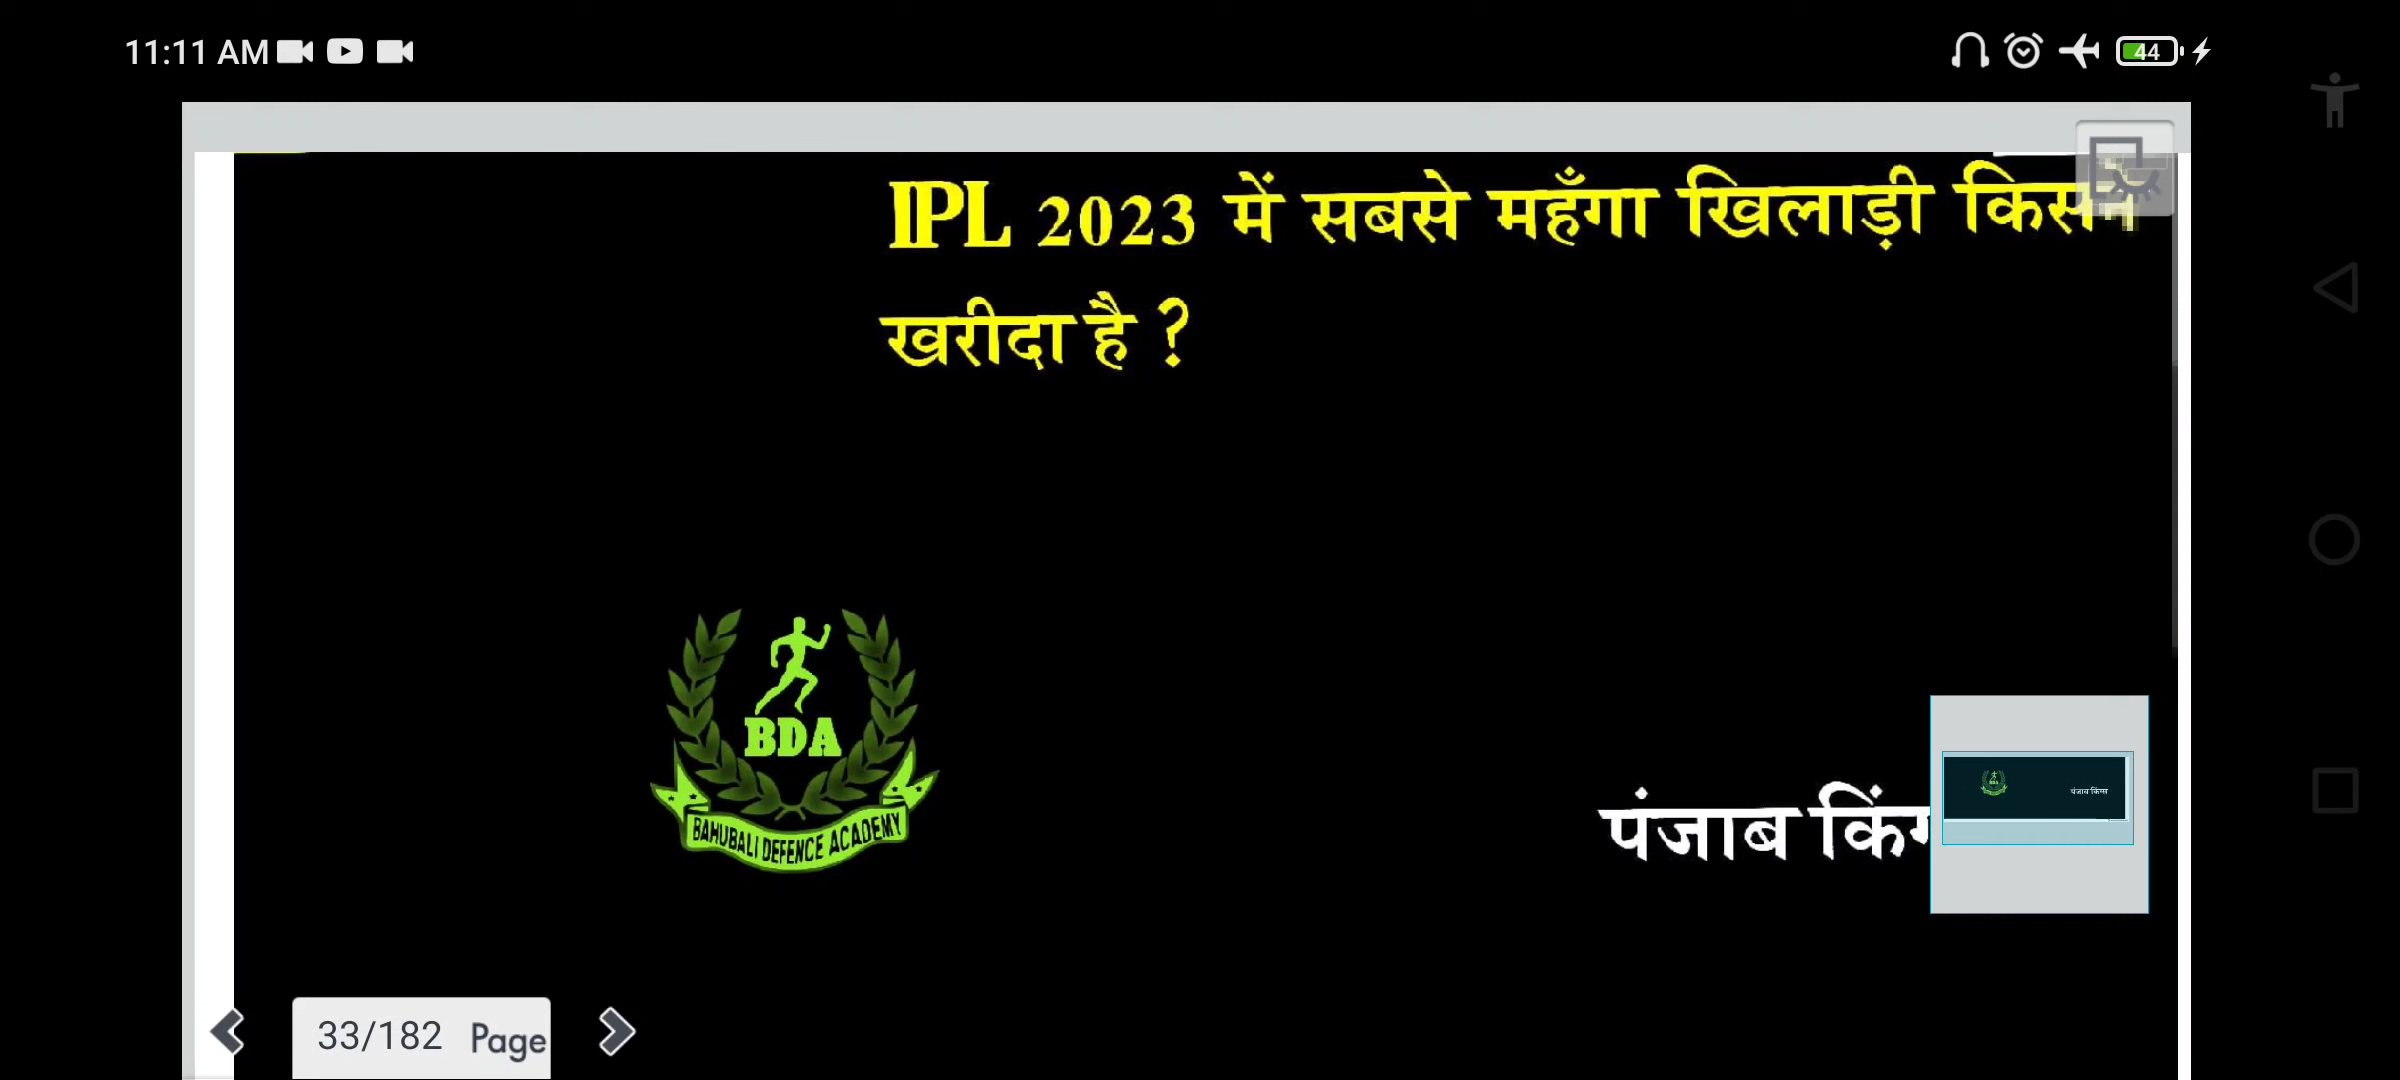 11:11 AM
44
IPL 2023 में सबसे महँगा खिलाड़ी
खरीदा है ?
BDA
BAHUBALI DEFENCE ACADEMY
पंजाब
पंजाब किंग्स
33/182 Page